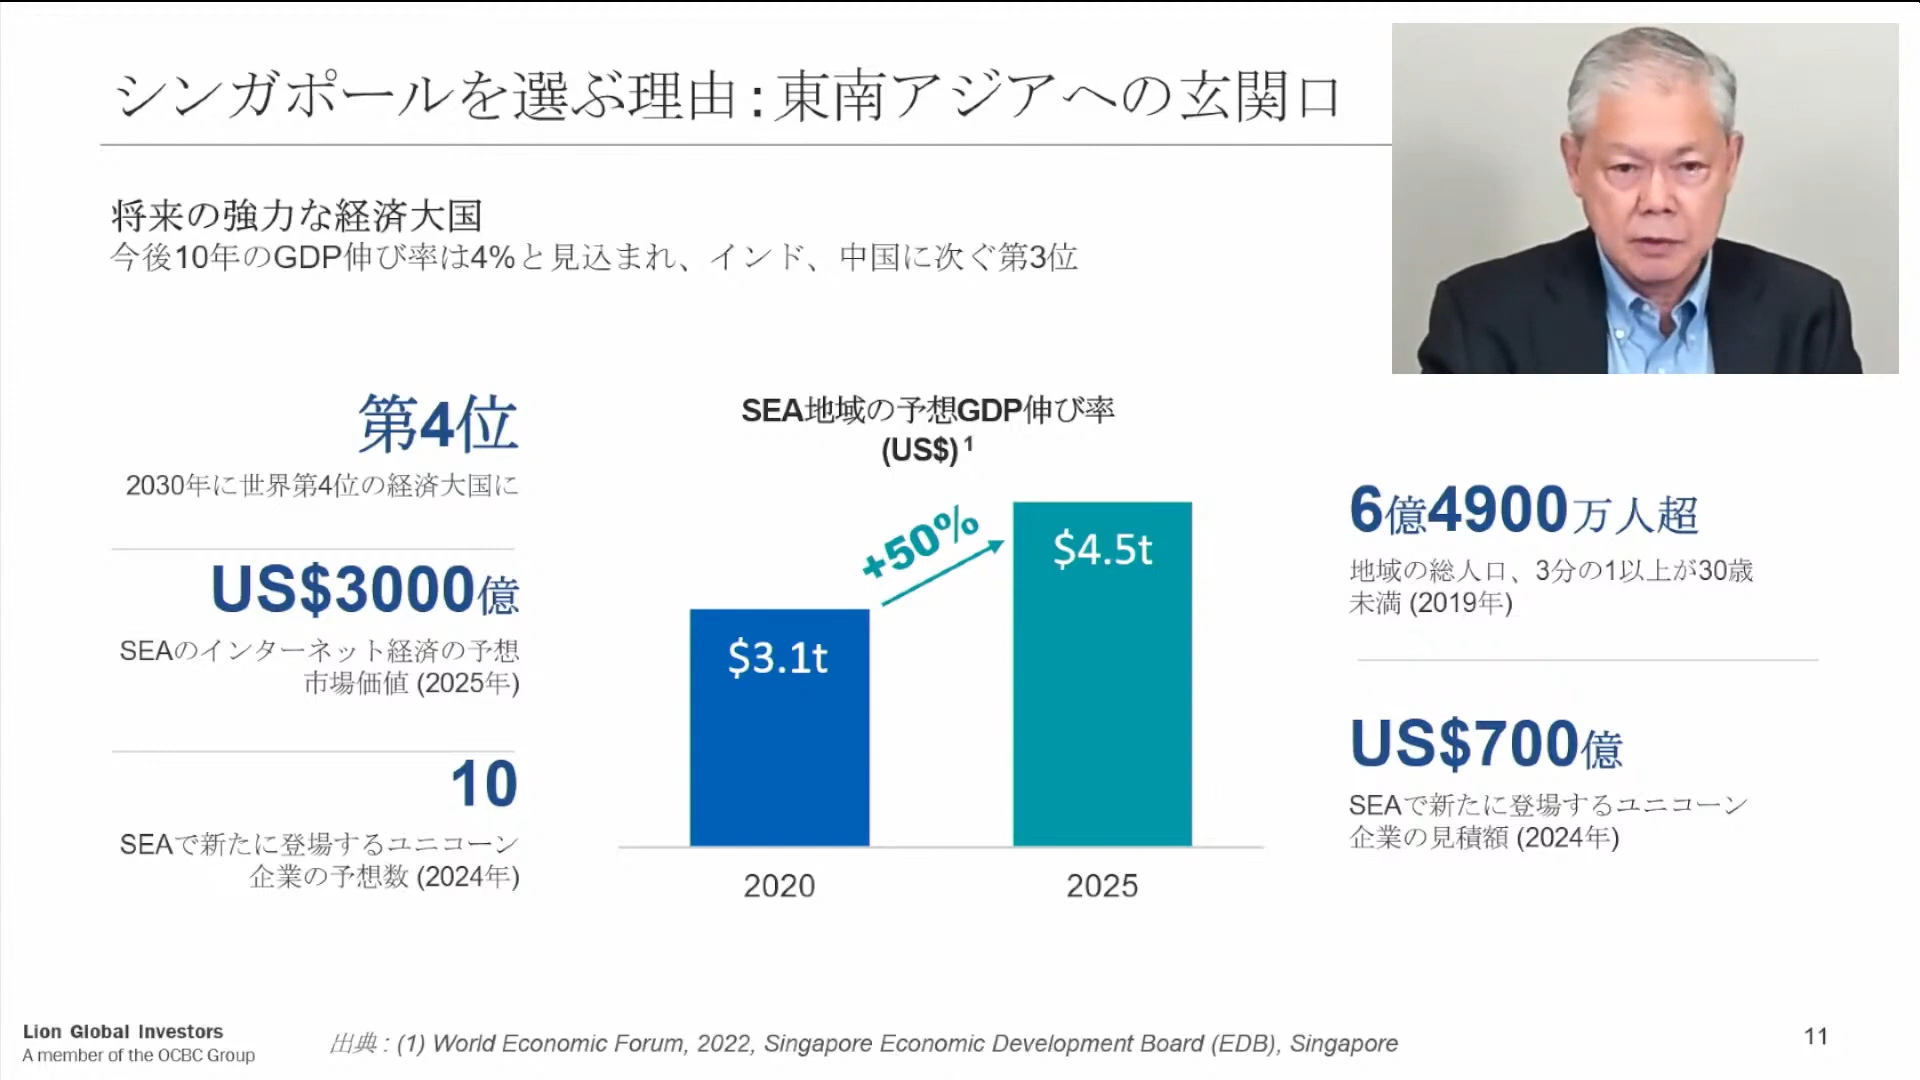 シンガポールを選ぶ理由：東南アジアへの玄関口
将来の強力な経済大国
今後10年のGDP伸び率は4%と見込まれ、インド、中国に次ぐ第3位
第4位
2030年に世界第4位の経済大国に
US$3000億
SEAのインターネット経済の予想
市場価値 (2025年)
10
SEAで新たに登場するユニコーン
企業の予想数 (2024年)
SEA地域の予想GDP伸び率
(US$) 1
+50%
$3.1t
$4.5t
2020
2025
6億4900万人超
地域の総人口、3分の1以上が30歳
未満 (2019年)
US$700億
SEAで新たに登場するユニコーン
企業の見積額 (2024年)
Lion Global Investors
A member of the OCBC Group
出典 : (1) World Economic Forum, 2022, Singapore Economic Development Board (EDB), Singapore
11